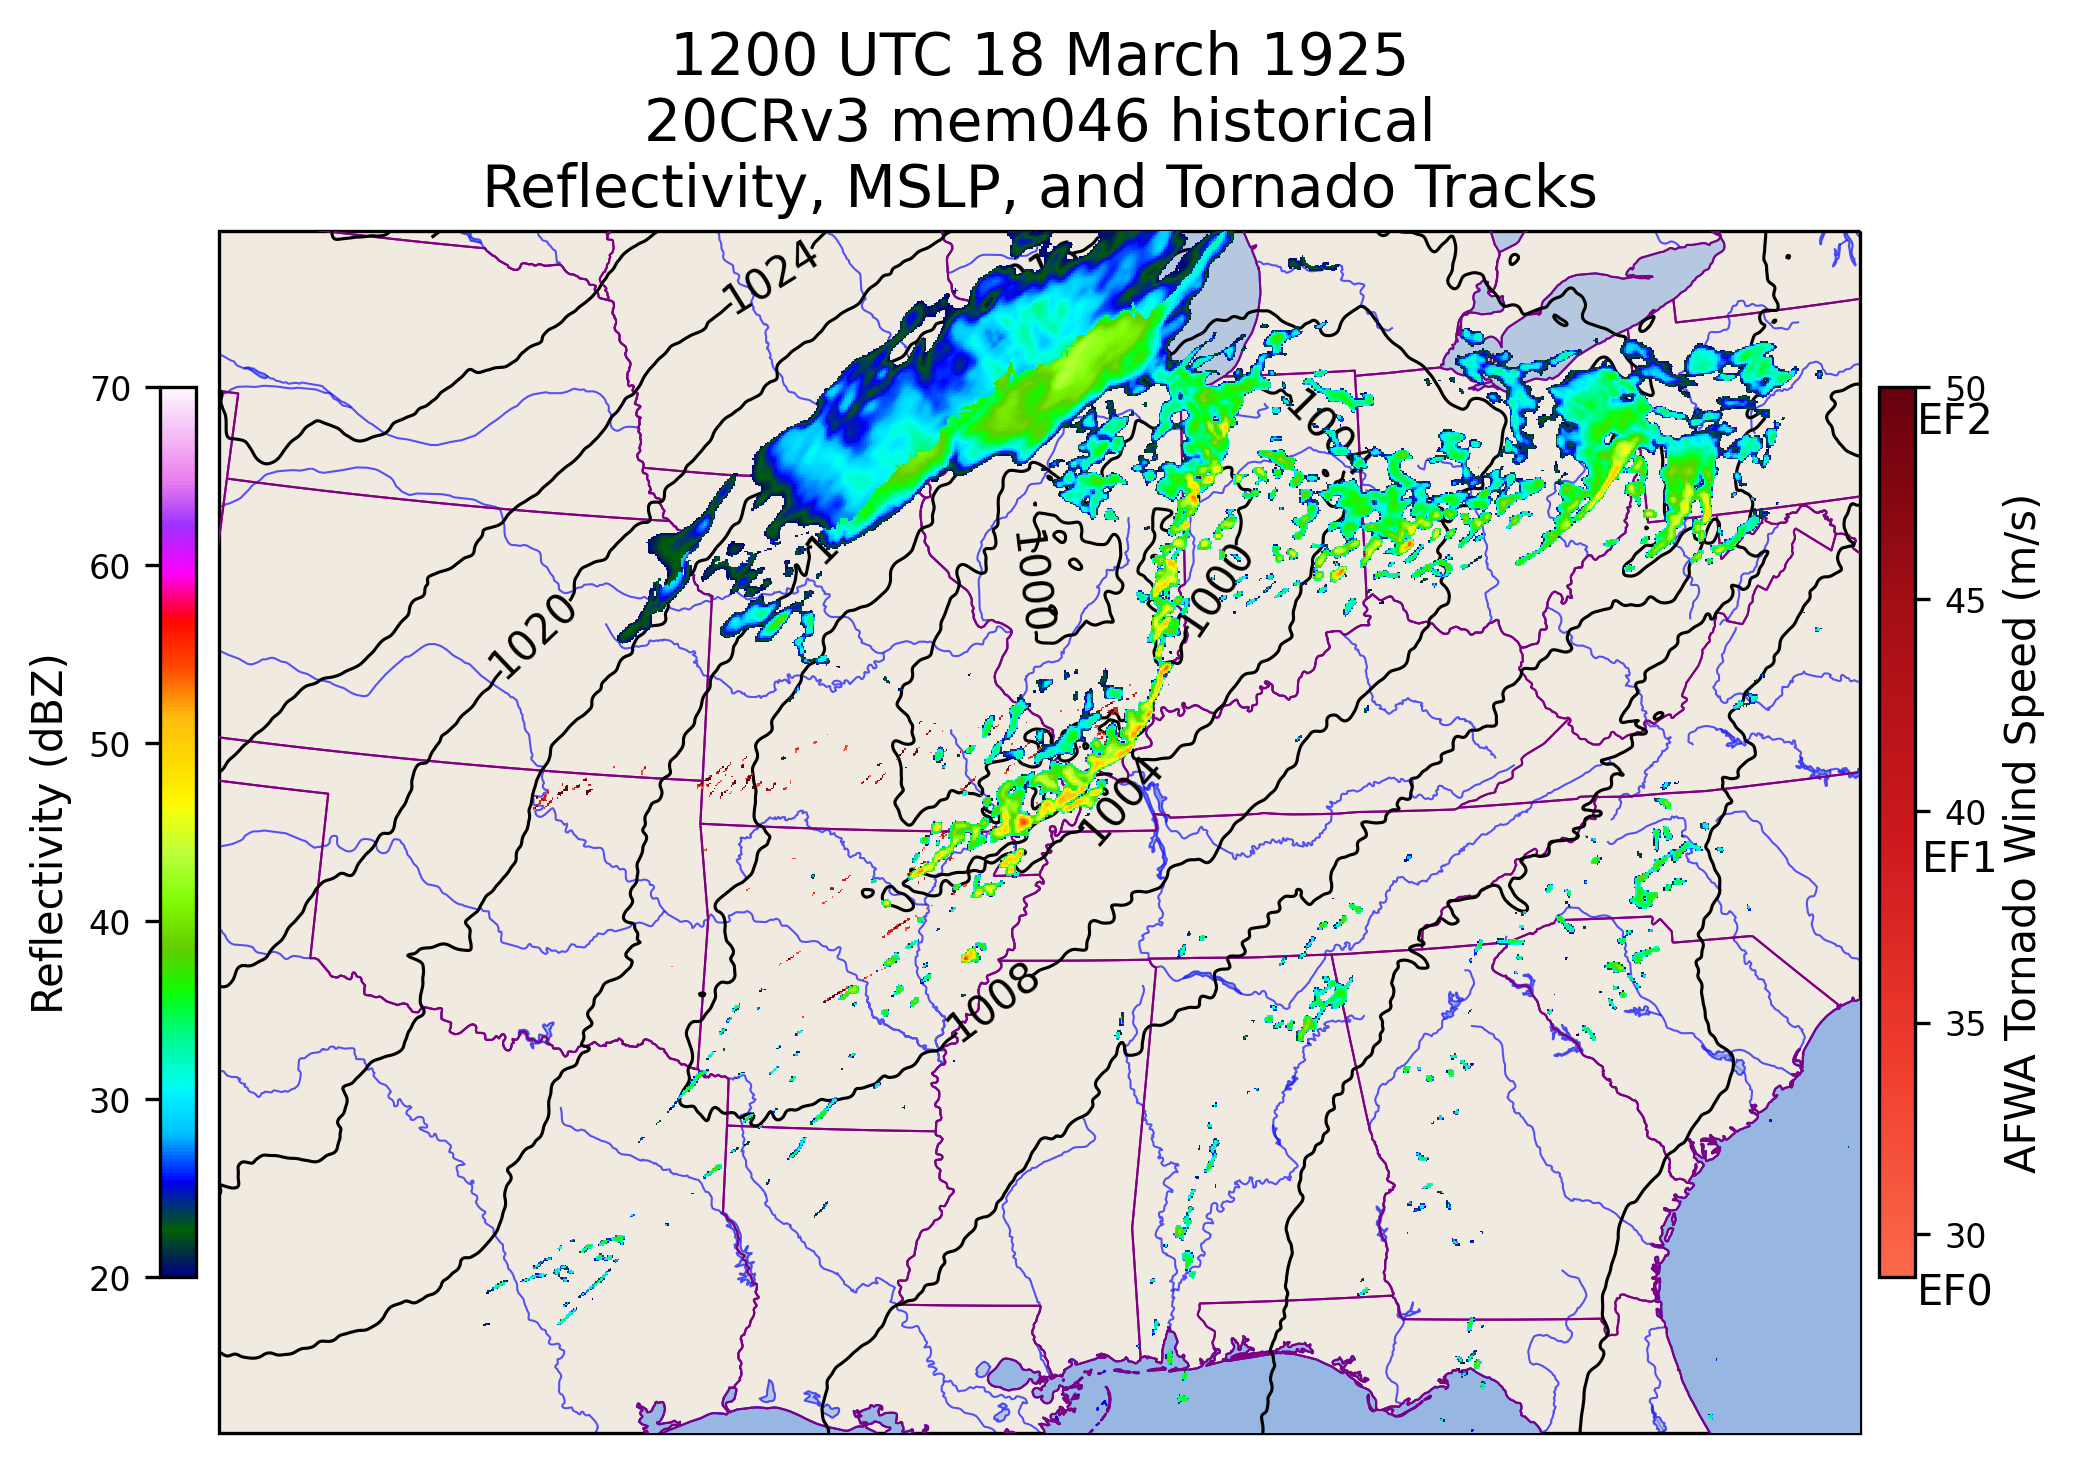 1200 UTC 18 March 1925
20CRv3 mem046 historical
Reflectivity, MSLP, and Tornado Tracks
Reflectivity (dBZ)
70
60
50
40
30
20
1024
1020
1000
1000
1004
1008
50
EF2
45
40
EF1
35
30
EF0
AFWA Tornado Wind Speed (m/s)